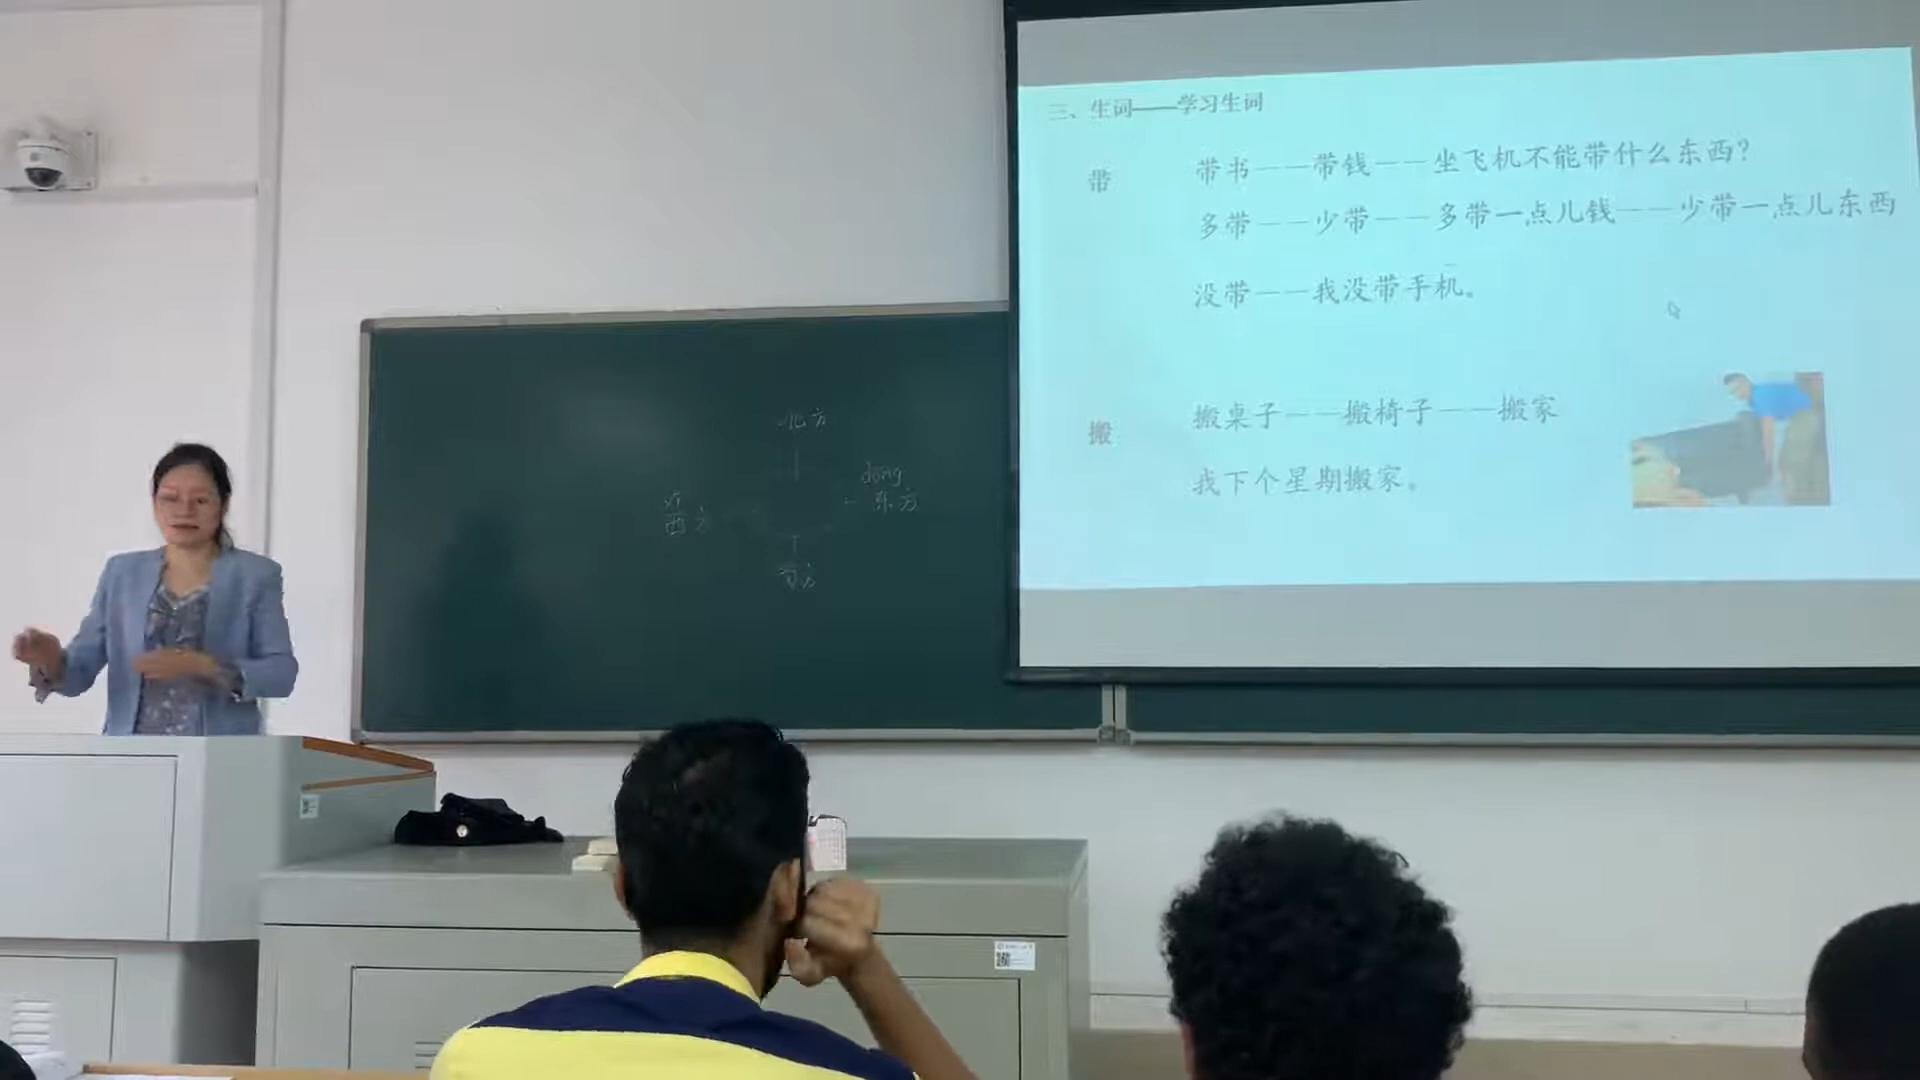 三、生词——学习生词
带
带书——带钱——坐飞机不能带什么东西?
多带——少带——多带一点儿钱——少带一点儿东西
没带——我没带手机。
搬
搬桌子——搬椅子——搬家
我下个星期搬家。
北方
dōng
东方
xī
西方